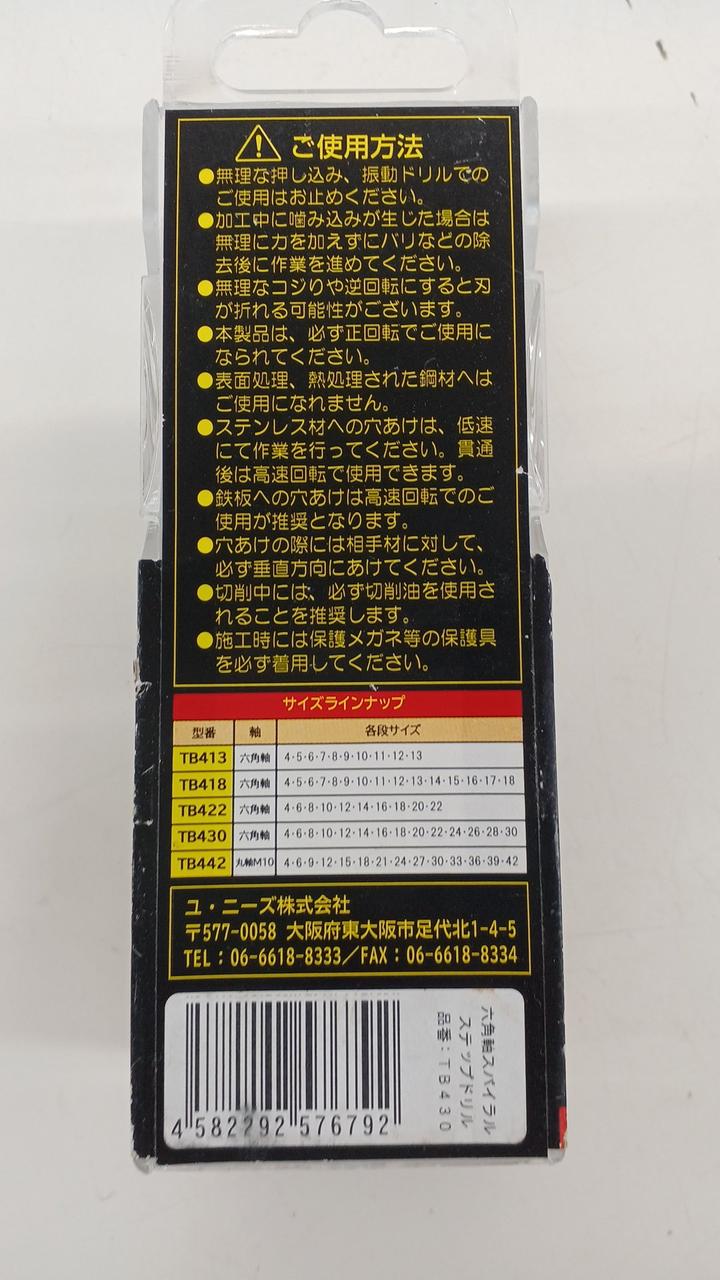 ご使用方法
●無理な押し込み、振動ドリルでの
ご使用はお止めください。
●加工中に噛み込みが生じた場合は
無理に力を加えずにバリなどの除
去後に作業を進めてください。
●無理なコジりや逆回転にすると刃
が折れる可能性がございます。
●本製品は、必ず正回転でご使用に
なられてください。
●表面処理、熱処理された鋼材へは
ご使用になれません。
●ステンレス材への穴あけは、低速
にて作業を行ってください。貫通
後は高速回転で使用できます。
●鉄板への穴あけは高速回転でのご
使用が推奨となります。
●穴あけの際には相手材に対して、
必ず垂直方向にあけてください。
●切削中には、必ず切削油を使用さ
れることを推奨します。
●施工時には保護メガネ等の保護具
を必ず着用してください。
サイズラインナップ
型番 軸 各段サイズ
TB413 六角軸 4・5・6・7・8・9・10・11・12・13
TB418 六角軸 4・5・6・7・8・9・10・11・12・13・14・15・16・17・18
TB422 六角軸 4・6・8・10・12・14・16・18・20・22
TB430 六角軸 4・6・8・10・12・14・16・18・20・22・24・26・28・30
TB442 丸軸M10 4・6・9・12・15・18・21・24・27・30・33・36・39・42
ユ・ニーズ株式会社
〒577-0058 大阪府東大阪市足代北1-4-5
TEL：06-6618-8333／FAX：06-6618-8334
六角軸スパイラル
ステップドリル
品番：TB430
4 582292 576792